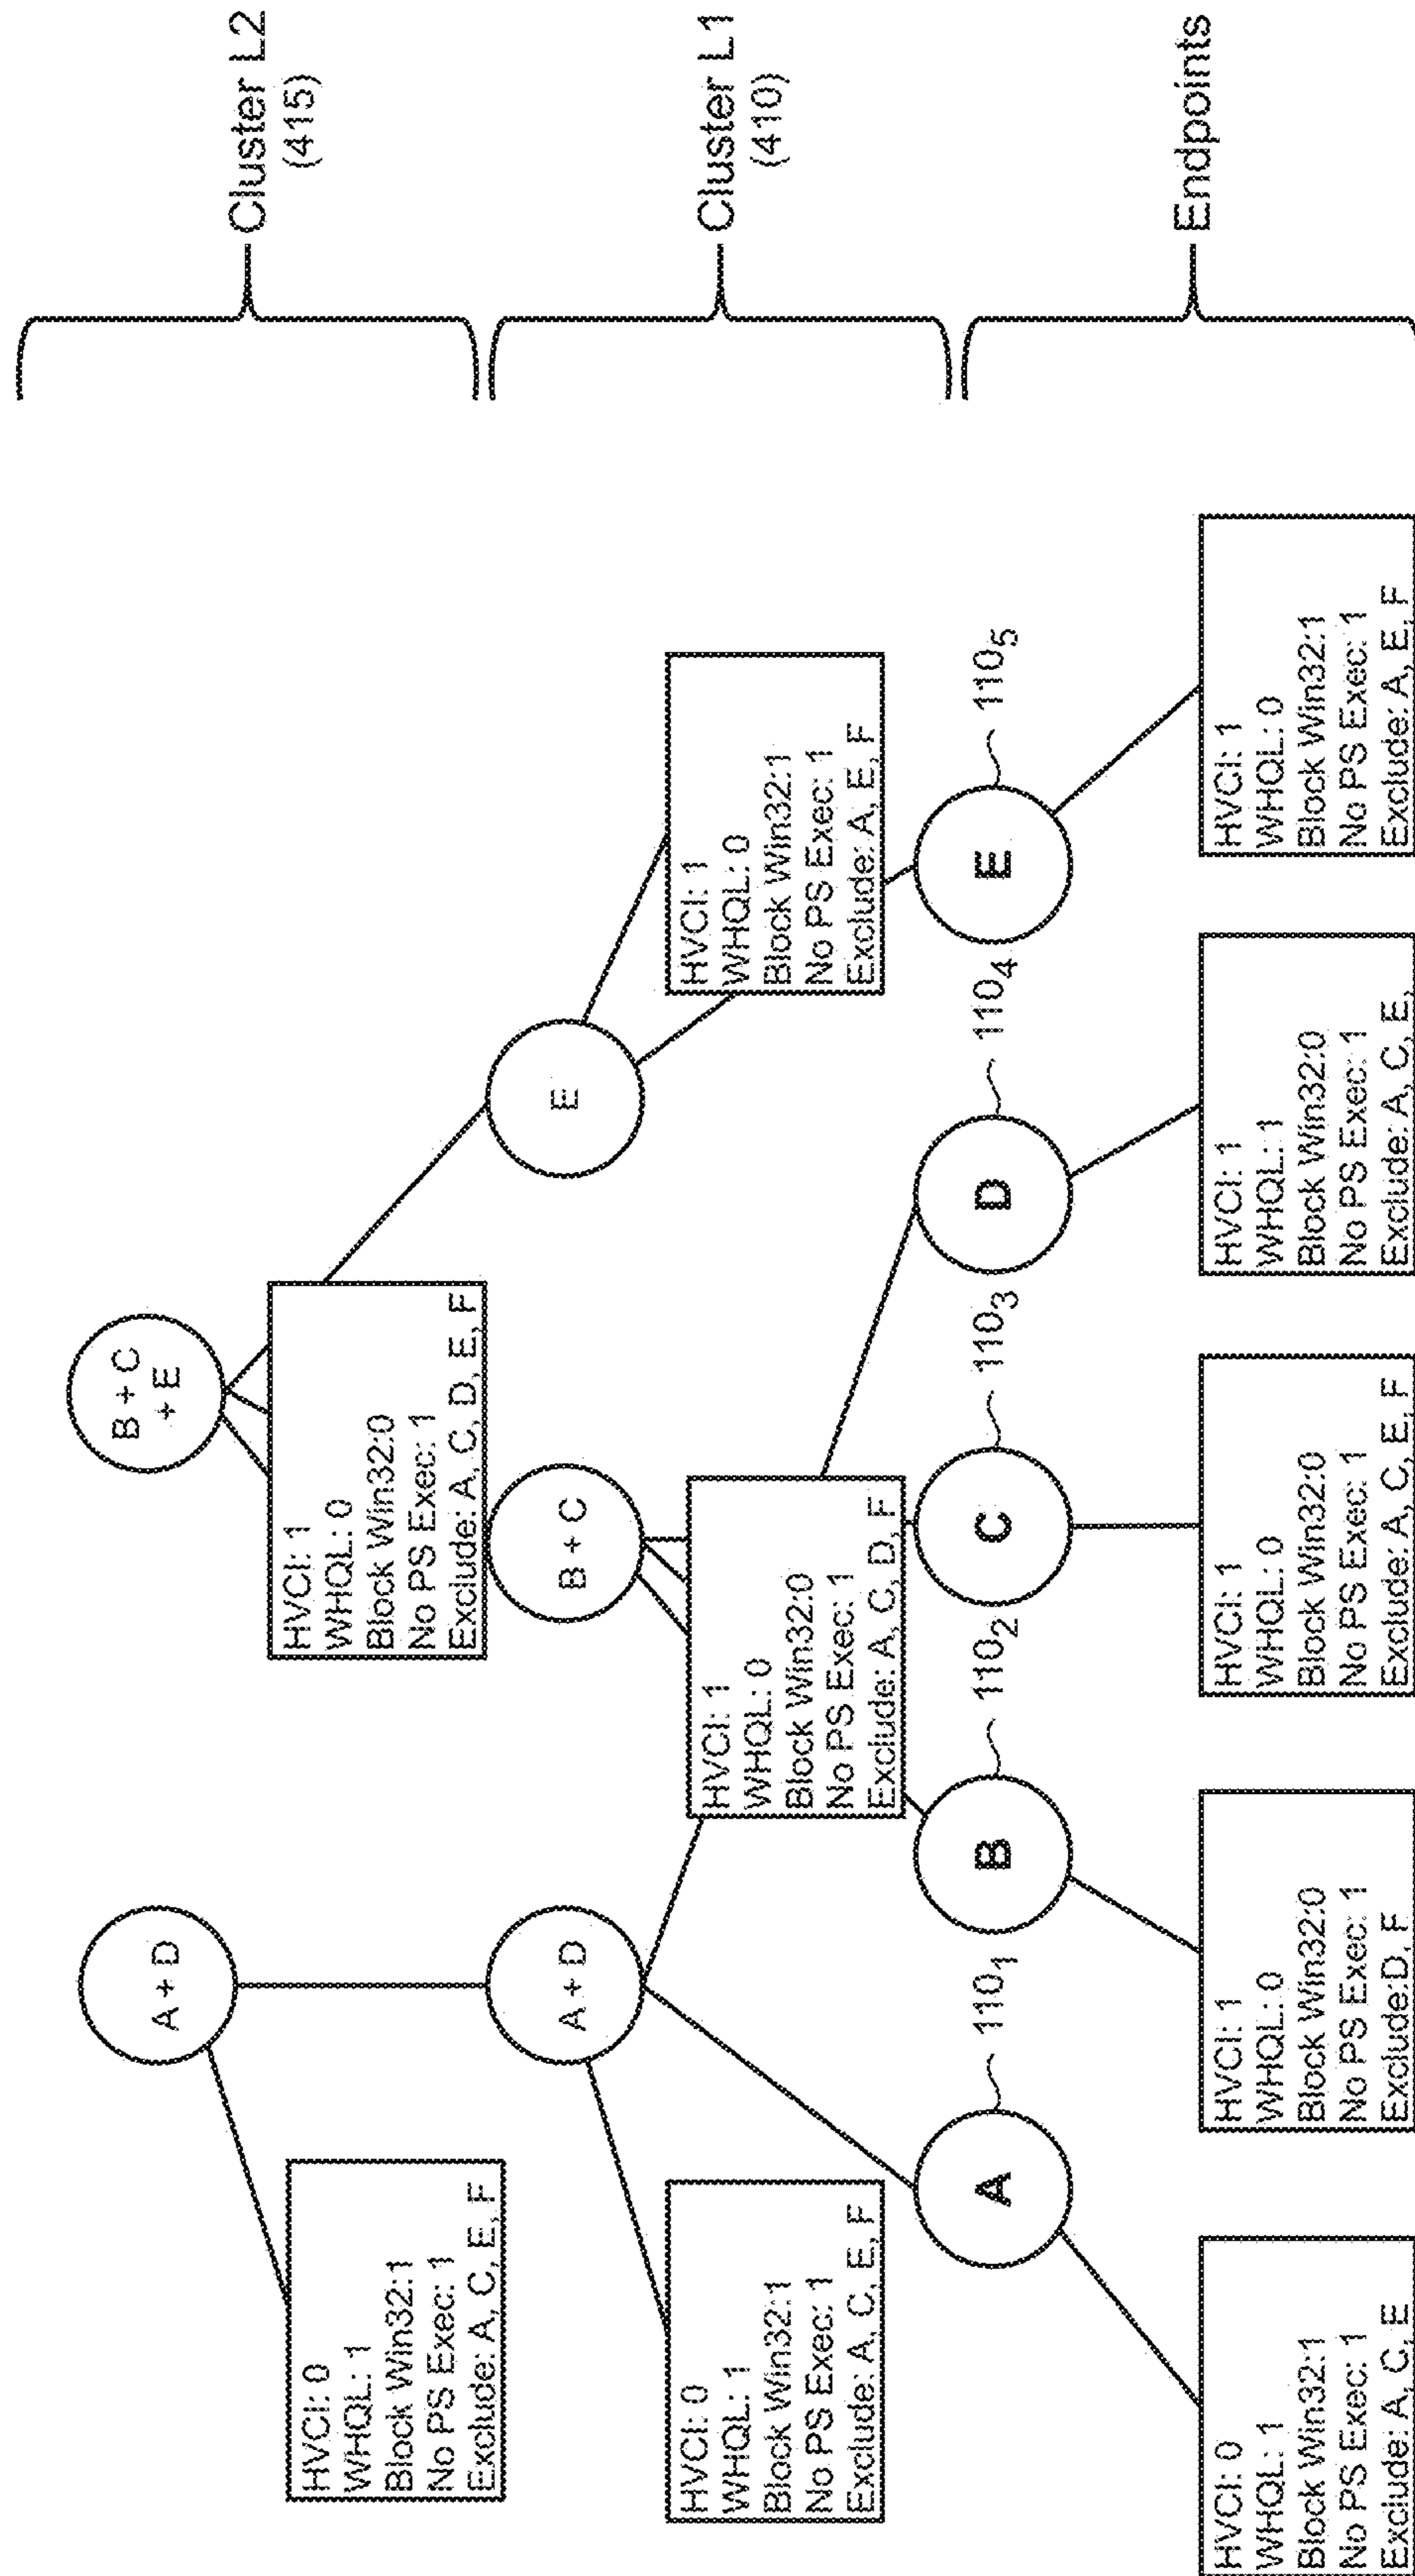 Cluster L2
(415)
Cluster L1
(410)
Endpoints
A + D
HVCI: 0
WHQL: 1
Block Win32:1
No PS Exec: 1
Exclude: A, C, E, F
B + C
+ E
HVCI: 1
WHQL: 0
Block Win32:0
No PS Exec: 1
Exclude: A, C, D, E, F
A + D
HVCI: 0
WHQL: 1
Block Win32:1
No PS Exec: 1
Exclude: A, C, E, F
B + C
HVCI: 1
WHQL: 0
Block Win32:0
No PS Exec: 1
Exclude: A, C, D, F
E
HVCI: 1
WHQL: 0
Block Win32:1
No PS Exec: 1
Exclude: A, E, F
A
110₁
B
110₂
C
110₃
D
110₄
E
110₅
HVCI: 0
WHQL: 1
Block Win32:1
No PS Exec: 1
Exclude: A, C, E
HVCI: 1
WHQL: 0
Block Win32:0
No PS Exec: 1
Exclude:D, F
HVCI: 1
WHQL: 0
Block Win32:0
No PS Exec: 1
Exclude: A, C, E, F
HVCI: 1
WHQL: 1
Block Win32:0
No PS Exec: 1
Exclude: A, C, E,
HVCI: 1
WHQL: 0
Block Win32:1
No PS Exec: 1
Exclude: A, E, F